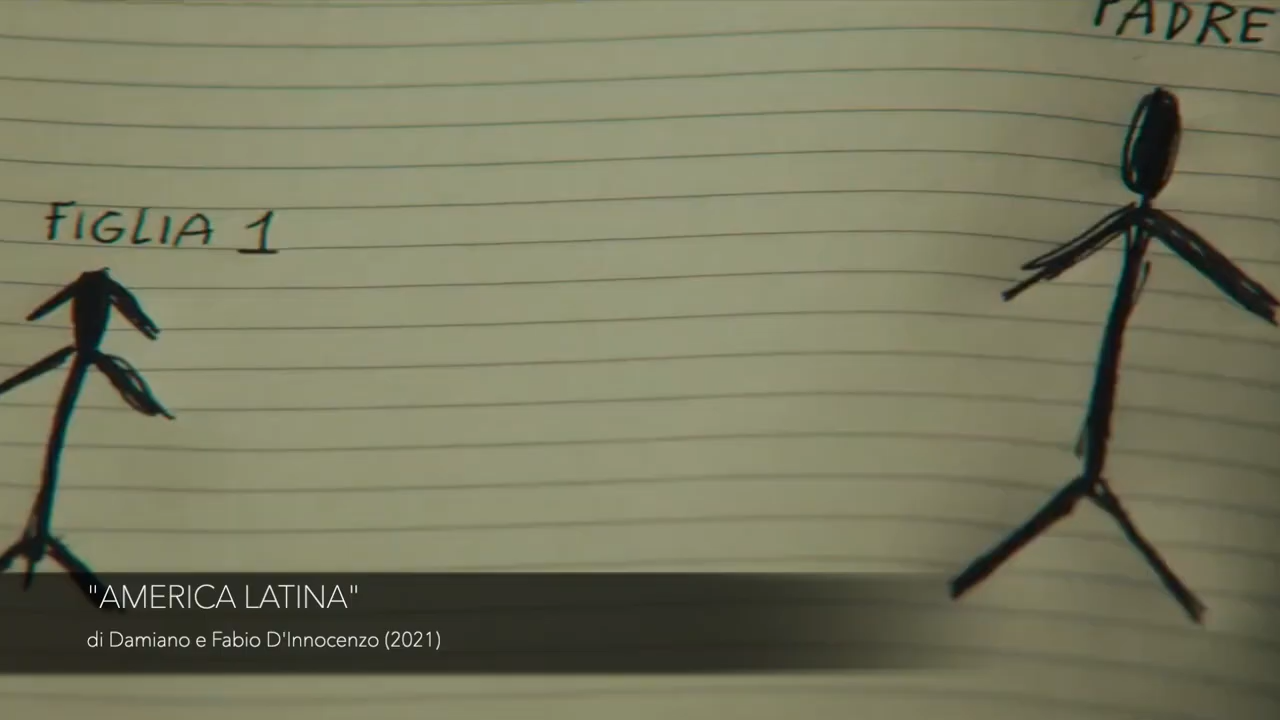 PADRE
FIGLIA 1
"AMERICA LATINA"
di Damiano e Fabio D'Innocenzo (2021)